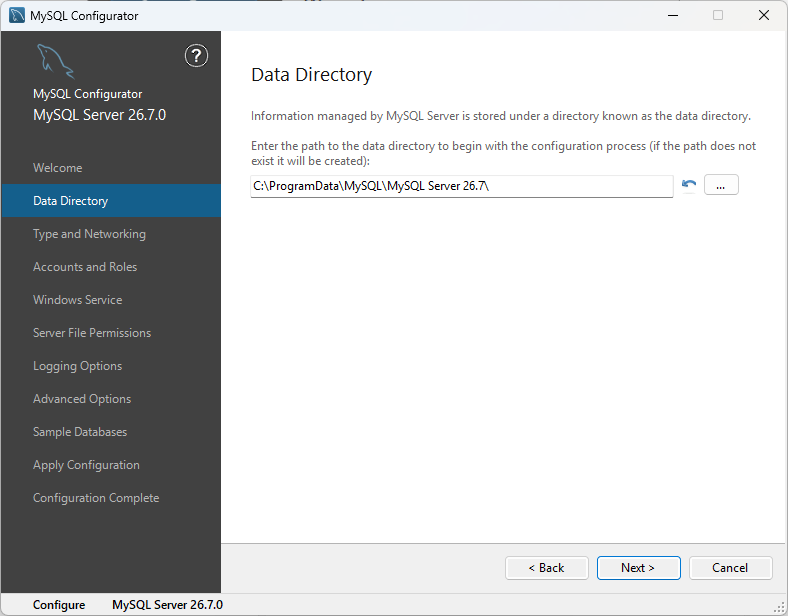 MySQL Configurator
?
MySQL Configurator
MySQL Server 26.7.0
Welcome
Data Directory
Type and Networking
Accounts and Roles
Windows Service
Server File Permissions
Logging Options
Advanced Options
Sample Databases
Apply Configuration
Configuration Complete
Data Directory
Information managed by MySQL Server is stored under a directory known as the data directory.
Enter the path to the data directory to begin with the configuration process (if the path does not
exist it will be created):
C:\ProgramData\MySQL\MySQL Server 26.7\
...
< Back
Next >
Cancel
Configure
MySQL Server 26.7.0